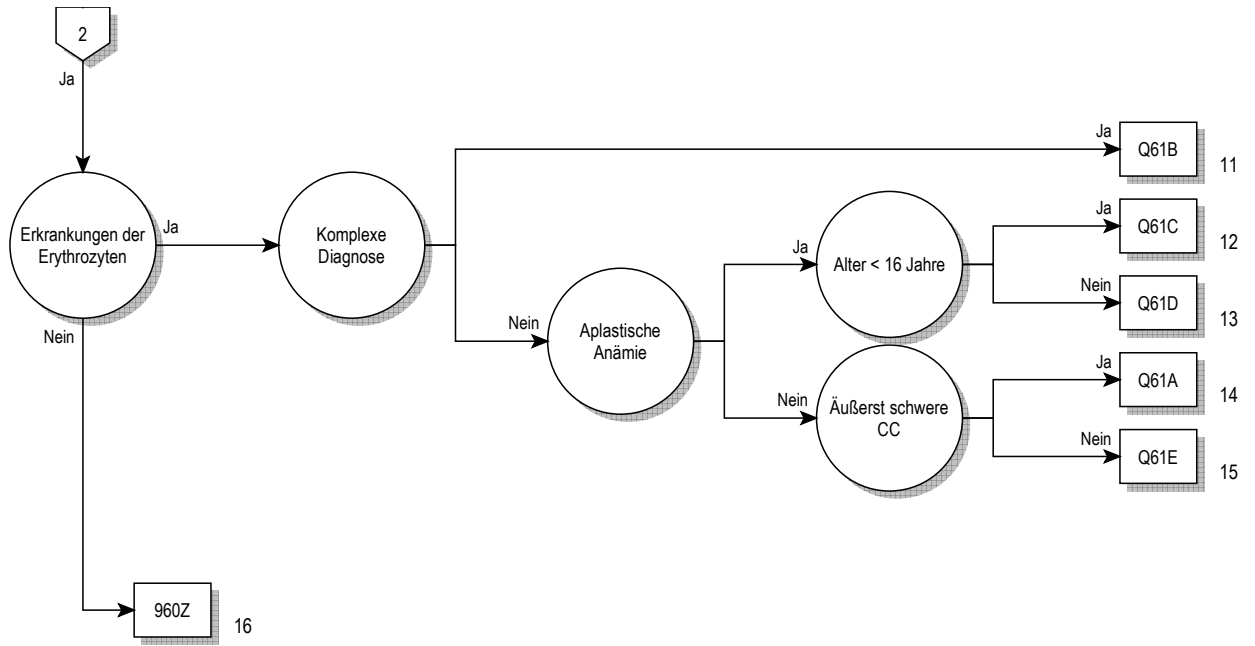 2
Ja
Erkrankungen der
Erythrozyten
Ja
Nein
Komplexe
Diagnose
Ja
Q61B
11
Nein
Aplastische
Anämie
Ja
Alter < 16 Jahre
Ja
Q61C
12
Nein
Q61D
13
Nein
Äußerst schwere
CC
Ja
Q61A
14
Nein
Q61E
15
960Z
16